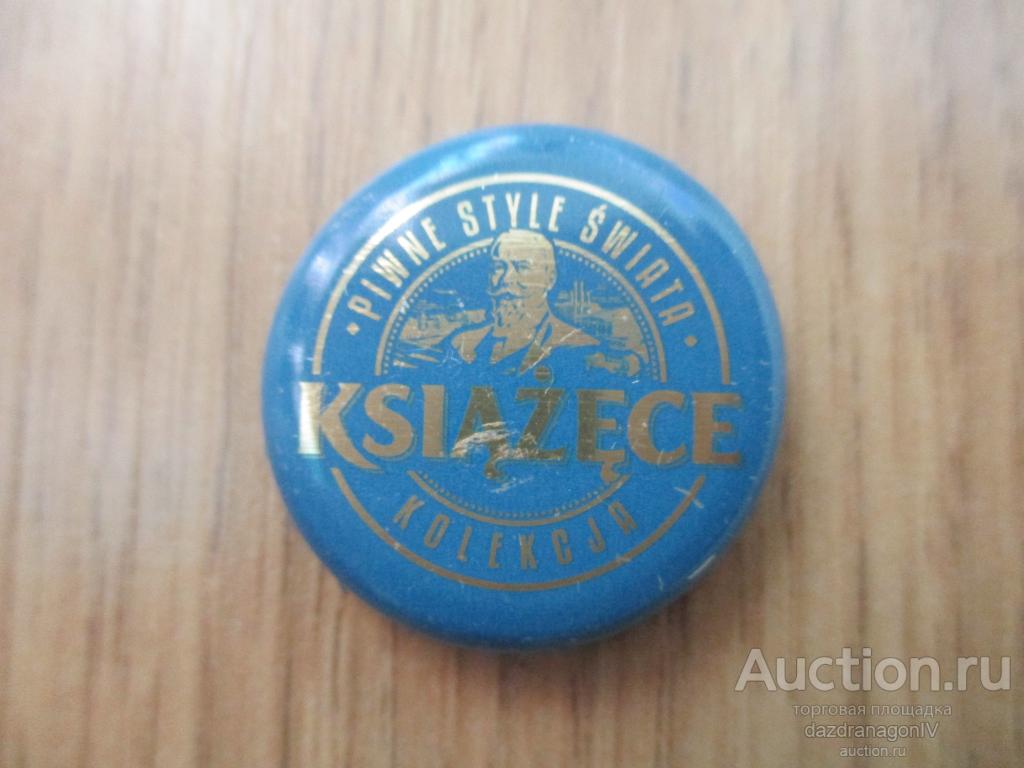 PIWNE STYLE ŚWIATA
KSIĄŻĘCE
KOLEKCJA
Auction.ru
торговая площадка
dazdranagonIV
auction.ru